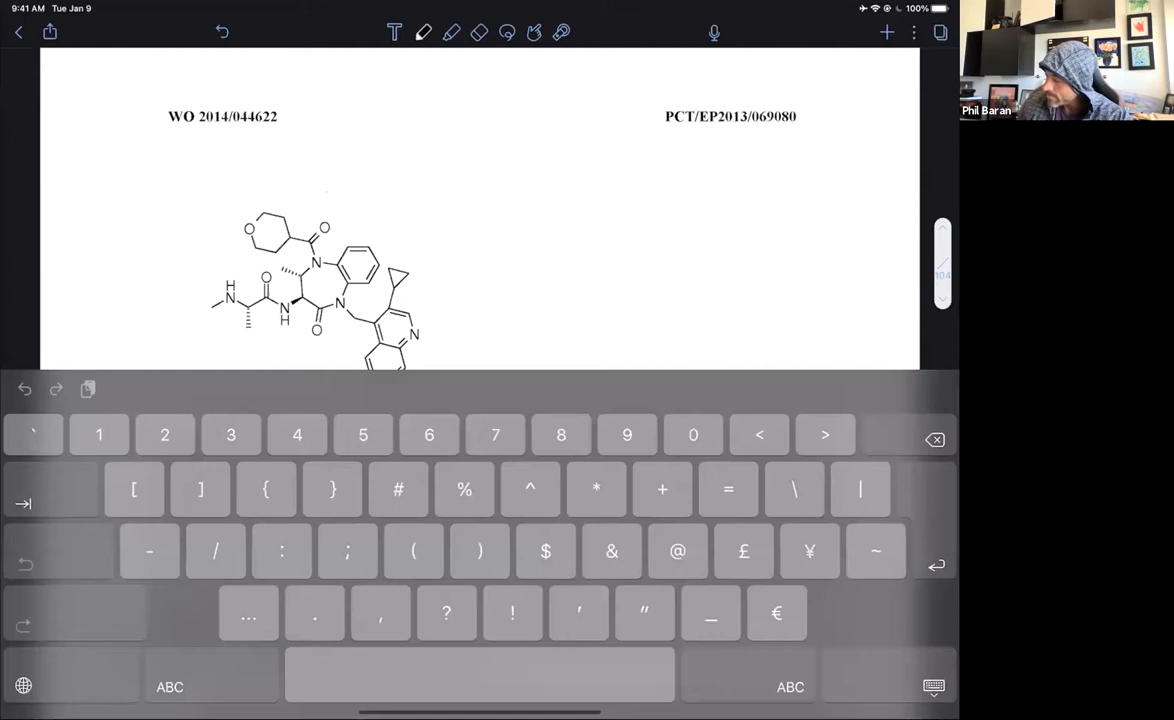 9:41 AM Tue Jan 9
100%
T
Phil Baran
WO 2014/044622
PCT/EP2013/069080
O
O
N
H
N
O
N
H
N
O
N
104
` 1 2 3 4 5 6 7 8 9 0 < >
[ ] { } # % ^ * + = \ |
- / : ; ( ) $ & @ £ ¥ ~
… . , ? ! ' " _ €
ABC ABC